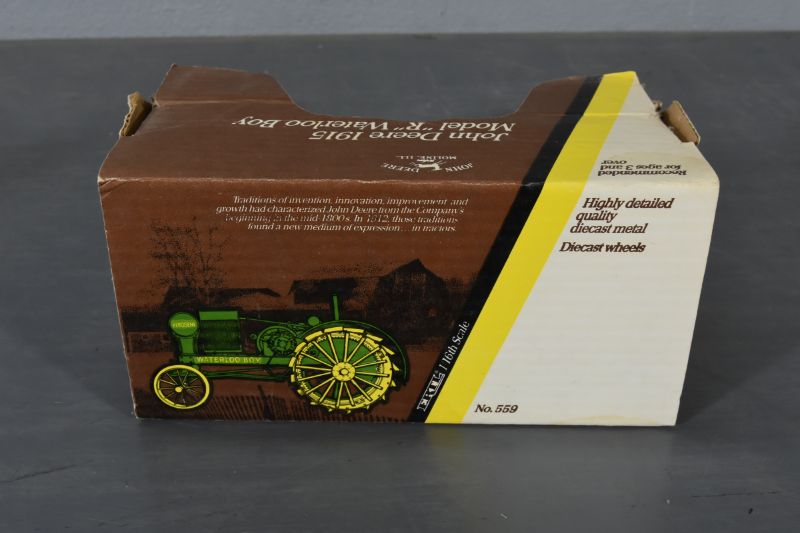 John Deere 1915
Model "R" Waterloo Boy
JOHN DEERE
MOLINE, ILL
Recommended
for ages 3 and
over
Traditions of invention, innovation, improvement and
growth had characterized John Deere from the Company's
beginning in the mid-1800's. In 1912, those traditions
found a new medium of expression... in tractors.
Highly detailed
quality
diecast metal
Diecast wheels
KEROSENE
WATERLOO BOY
ERTL 1/16th Scale
No. 559